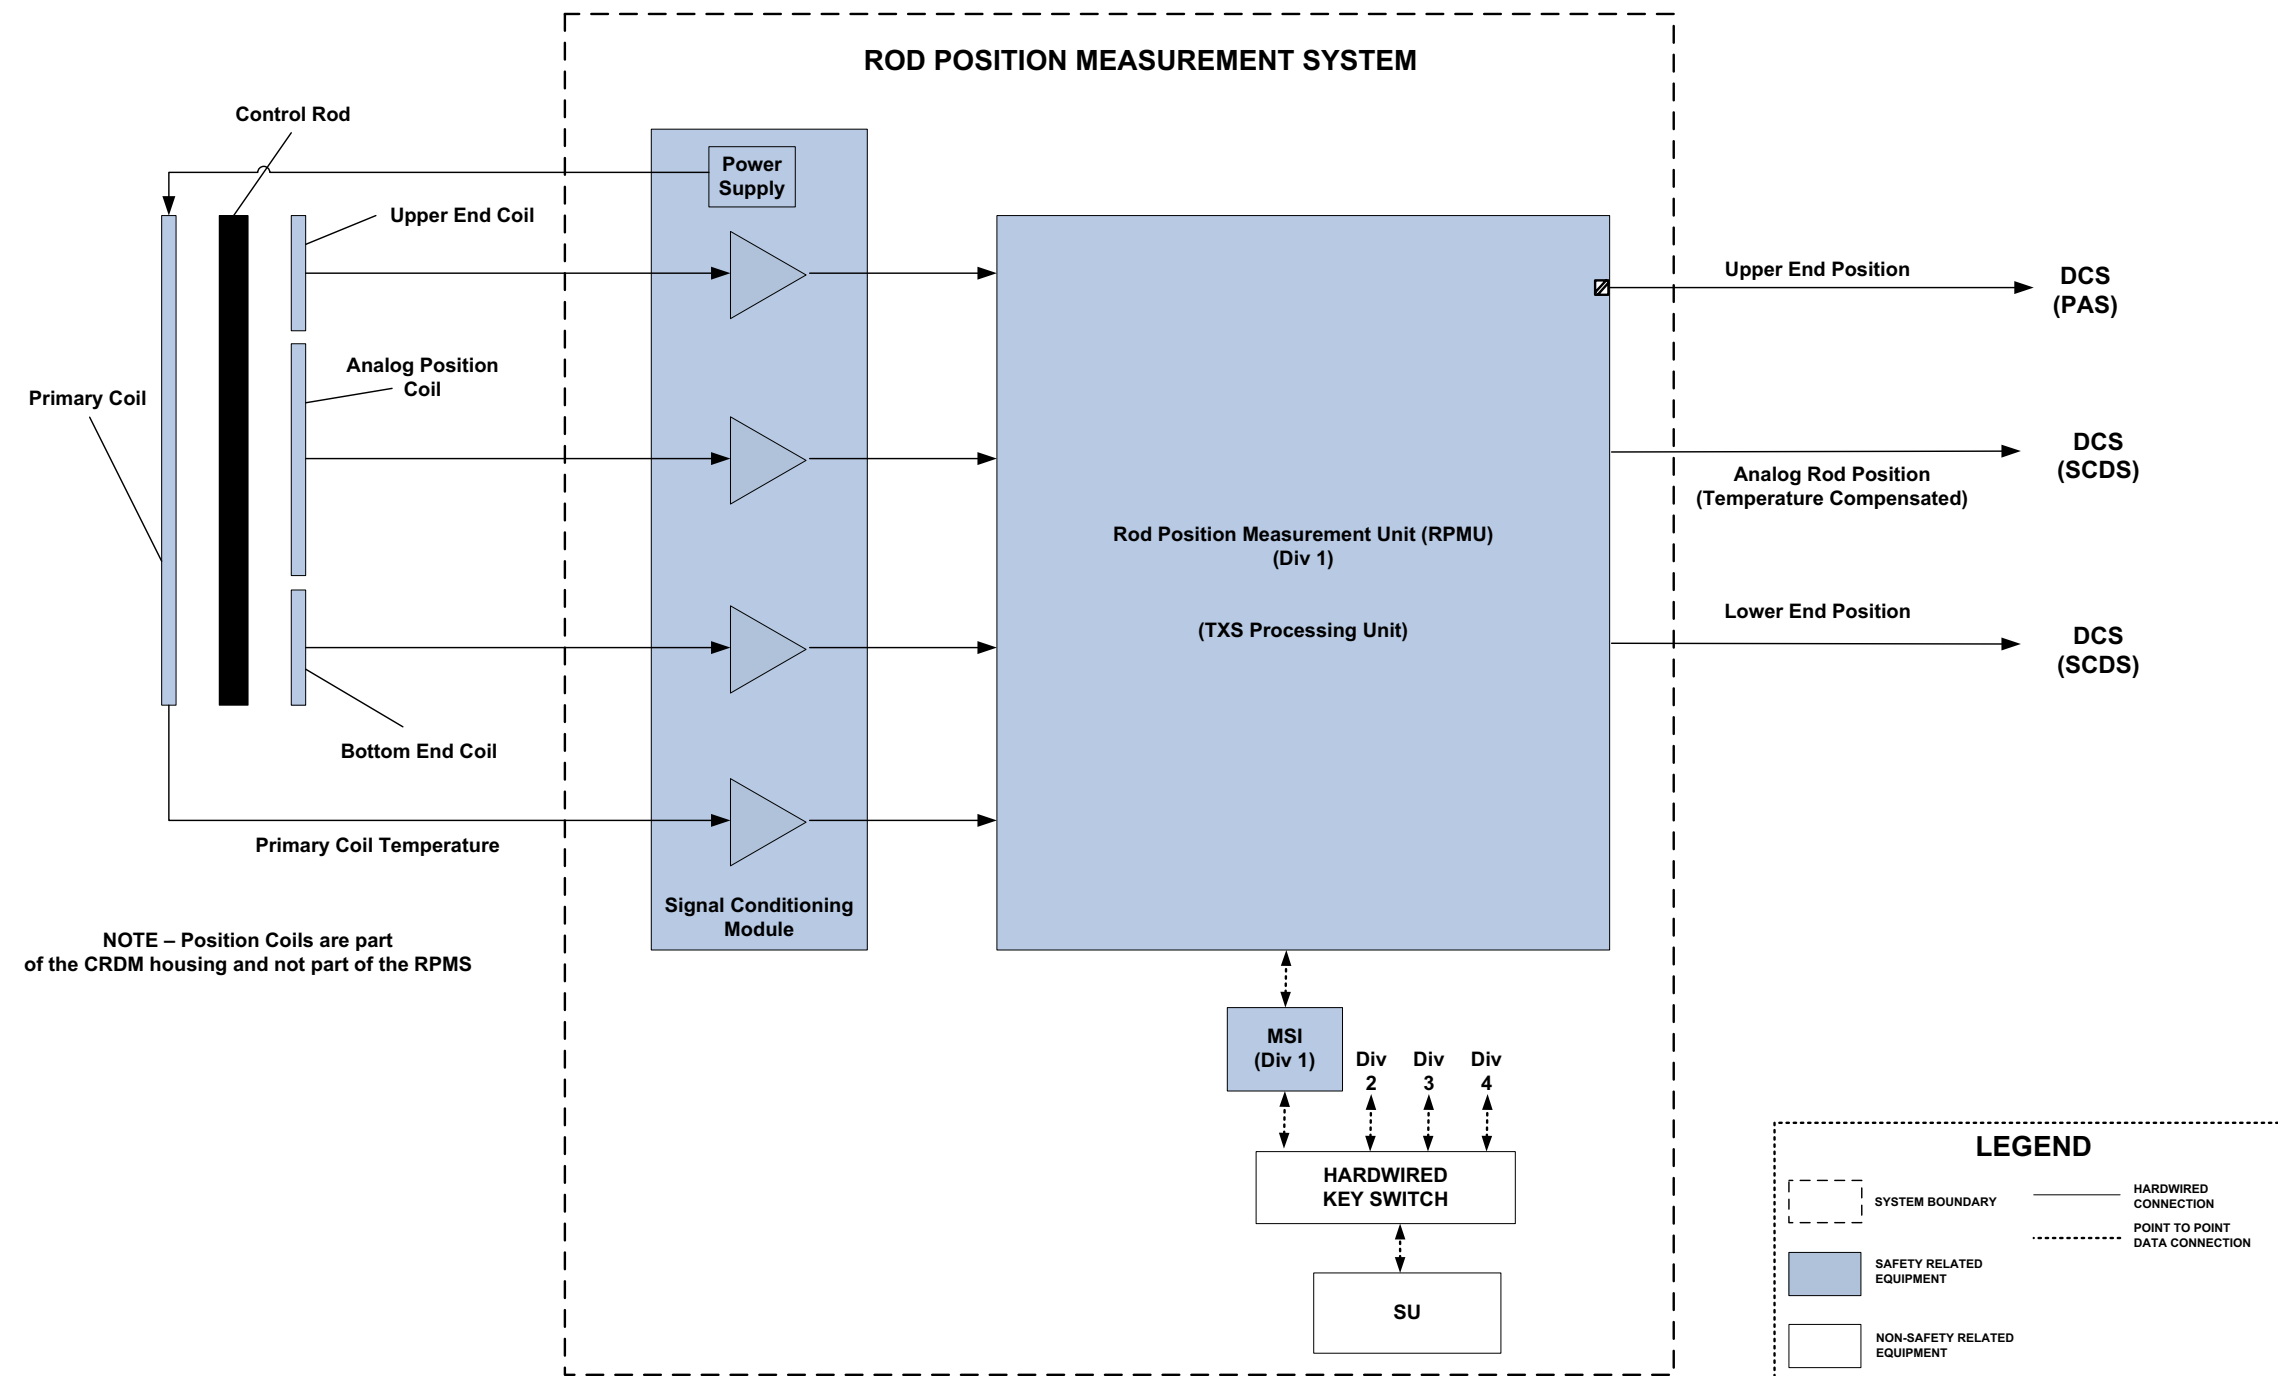 ROD POSITION MEASUREMENT SYSTEM
Control Rod
Power
Supply
Upper End Coil
Analog Position
Coil
Primary Coil
Bottom End Coil
Primary Coil Temperature
Signal Conditioning
Module
NOTE – Position Coils are part
of the CRDM housing and not part of the RPMS
Rod Position Measurement Unit (RPMU)
(Div 1)
(TXS Processing Unit)
Upper End Position
DCS
(PAS)
DCS
(SCDS)
Analog Rod Position
(Temperature Compensated)
Lower End Position
DCS
(SCDS)
MSI
(Div 1)
Div
2
Div
3
Div
4
HARDWIRED
KEY SWITCH
SU
LEGEND
SYSTEM BOUNDARY
HARDWIRED
CONNECTION
POINT TO POINT
DATA CONNECTION
SAFETY RELATED
EQUIPMENT
NON-SAFETY RELATED
EQUIPMENT